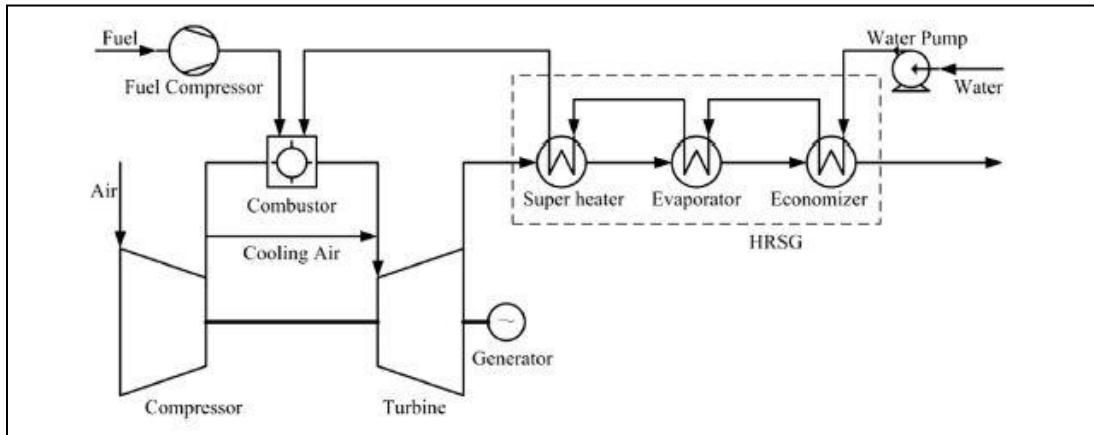 Fuel
Water Pump
Fuel Compressor
Water
Air
Combustor
Super heater
Evaporator
Economizer
Cooling Air
HRSG
~
Generator
Compressor
Turbine